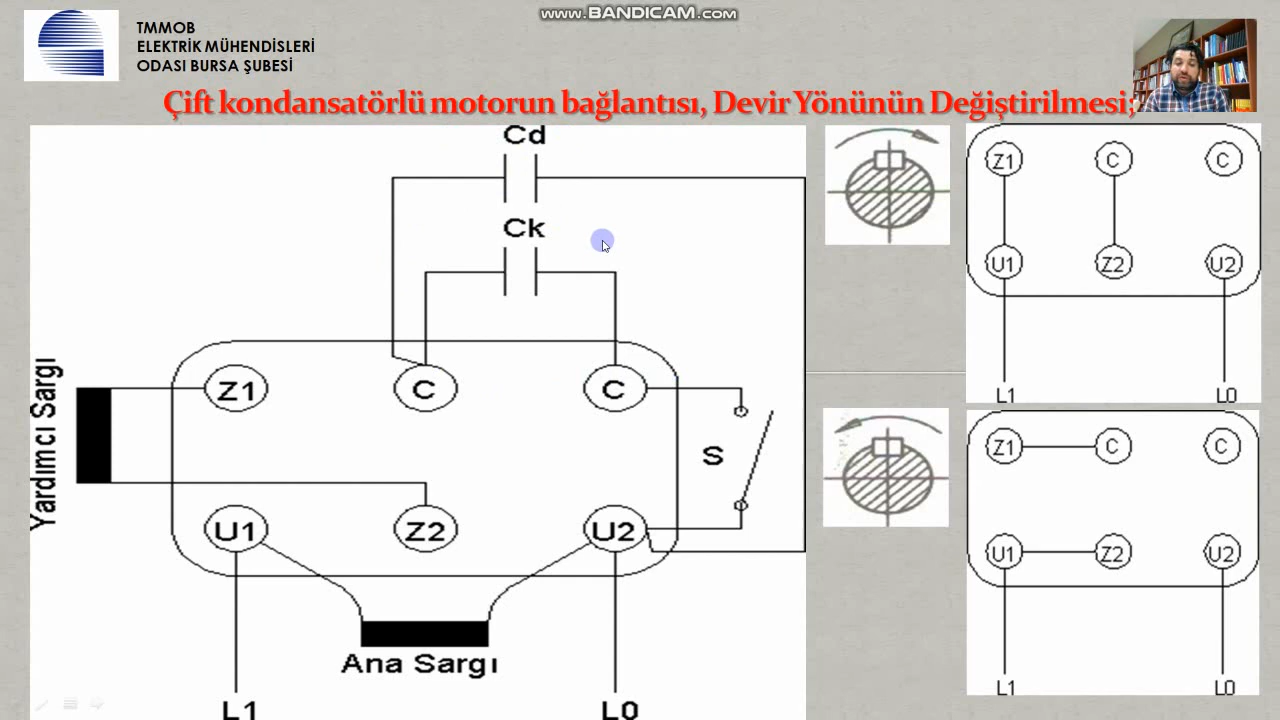 www.BANDICAM.com
TMMOB
ELEKTRİK MÜHENDİSLERİ
ODASI BURSA ŞUBESİ
Çift kondansatörlü motorun bağlantısı, Devir Yönünün Değiştirilmesi;
Cd
Ck
Yardımcı Sargı
Z1 C C
S
U1 Z2 U2
Ana Sargı
L1 L0
Z1 C C
U1 Z2 U2
L1 L0
Z1 C C
U1 Z2 U2
L1 L0